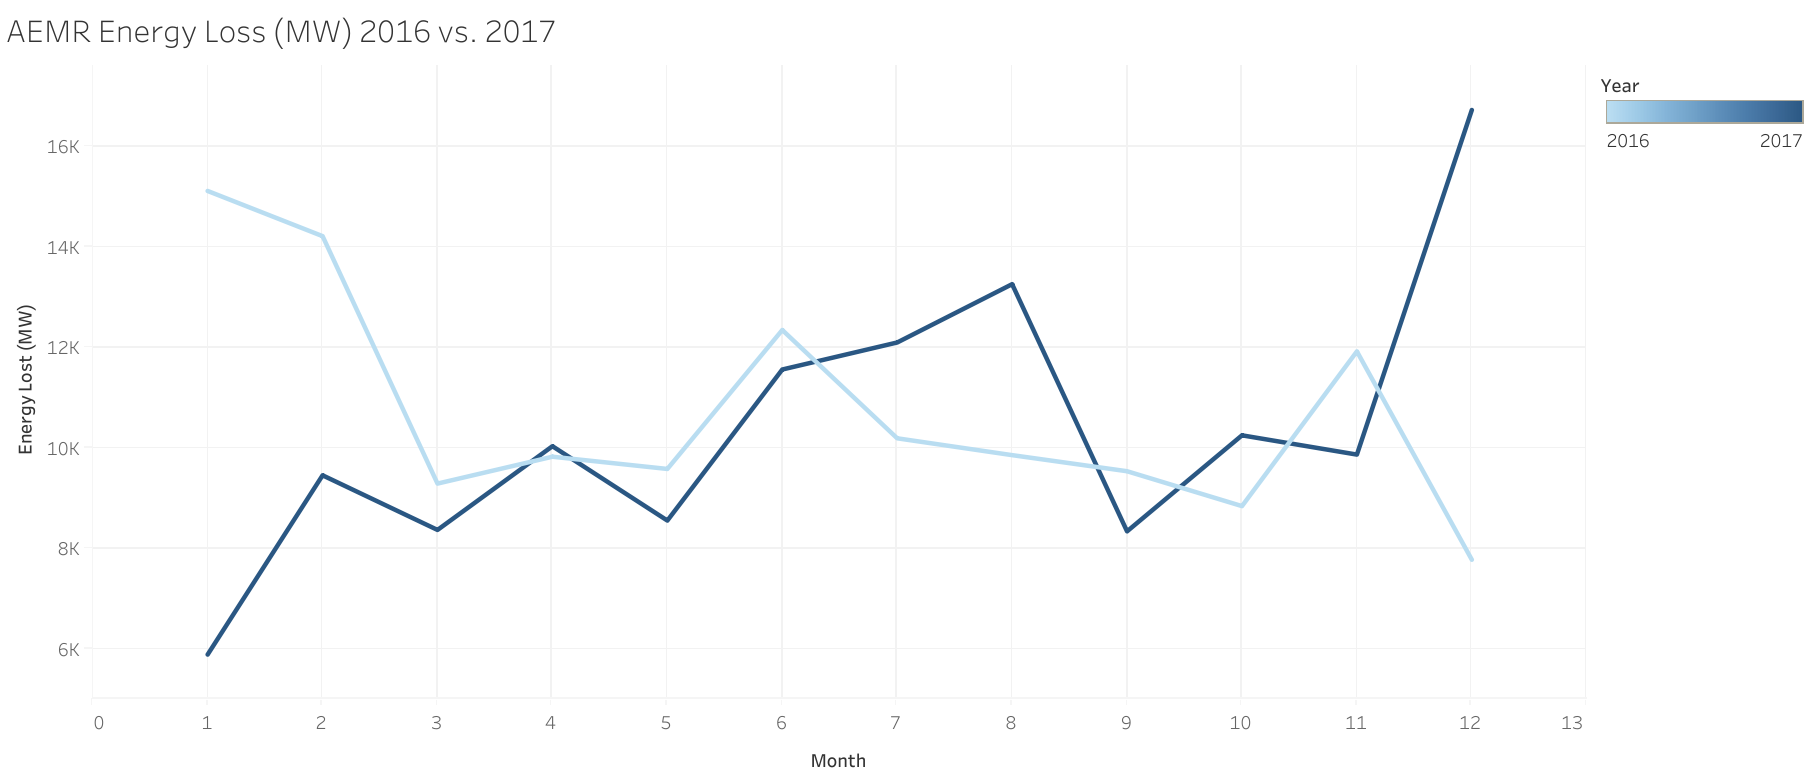 AEMR Energy Loss (MW) 2016 vs. 2017
Year
2016 2017
16K
14K
12K
10K
8K
6K
Energy Lost (MW)
0 1 2 3 4 5 6 7 8 9 10 11 12 13
Month